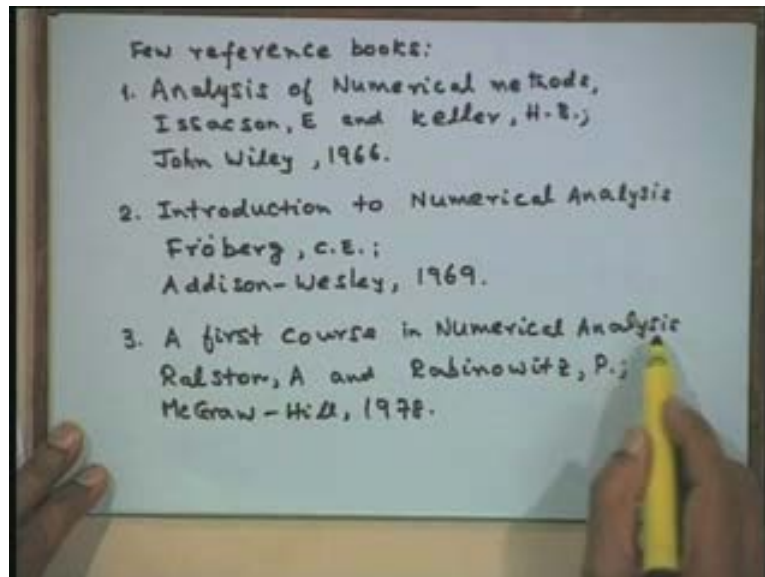 Few reference books:
1. Analysis of Numerical methods,
Issacson, E and Keller, H.B.;
John Wiley, 1966.
2. Introduction to Numerical Analysis
Fröberg, C.E.;
Addison-Wesley, 1969.
3. A first course in Numerical Analysis
Ralston, A and Rabinowitz, P.;
McGraw-Hill, 1978.